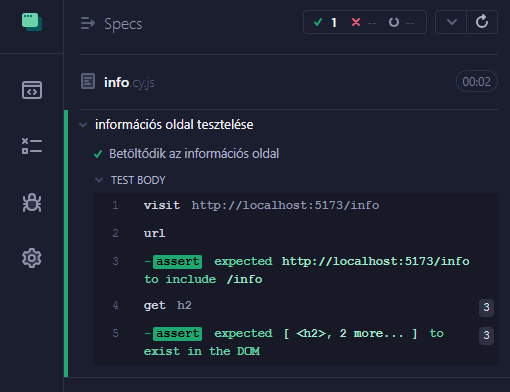 Specs
1 -- --
info.cy.js
00:02
információs oldal tesztelése
Betöltődik az információs oldal
TEST BODY
1 visit http://localhost:5173/info
2 url
3 -assert expected http://localhost:5173/info
to include /info
4 get h2 3
5 -assert expected [ <h2>, 2 more... ] to 3
exist in the DOM